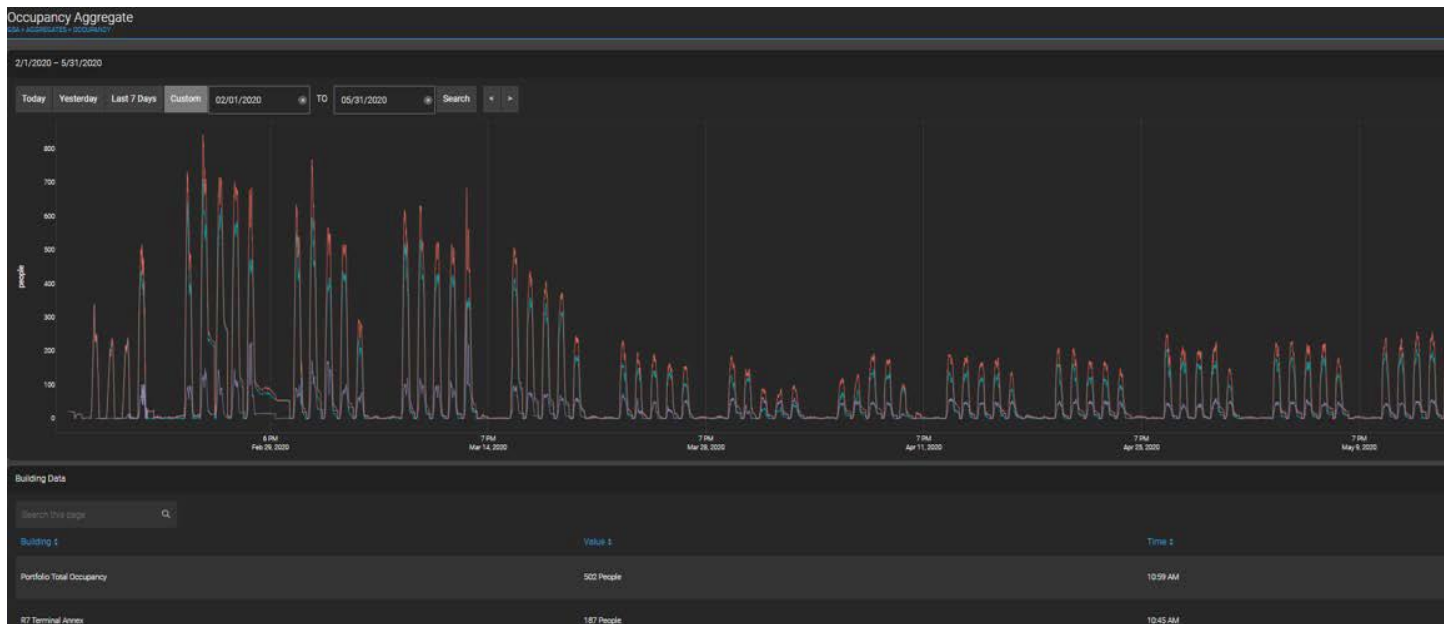 Occupancy Aggregate
GSA > AGGREGATES > OCCUPANCY
2/1/2020 – 5/31/2020
Today Yesterday Last 7 Days Custom 02/01/2020 TO 05/31/2020 Search < >
people
800
700
600
500
400
300
200
100
0
6 PM
Feb 29, 2020
7 PM
Mar 14, 2020
7 PM
Mar 28, 2020
7 PM
Apr 11, 2020
7 PM
Apr 25, 2020
7 PM
May 9, 2020
Building Data
Search this page
Building Value Time
Portfolio Total Occupancy 502 People 10:59 AM
R7 Terminal Annex 187 People 10:45 AM